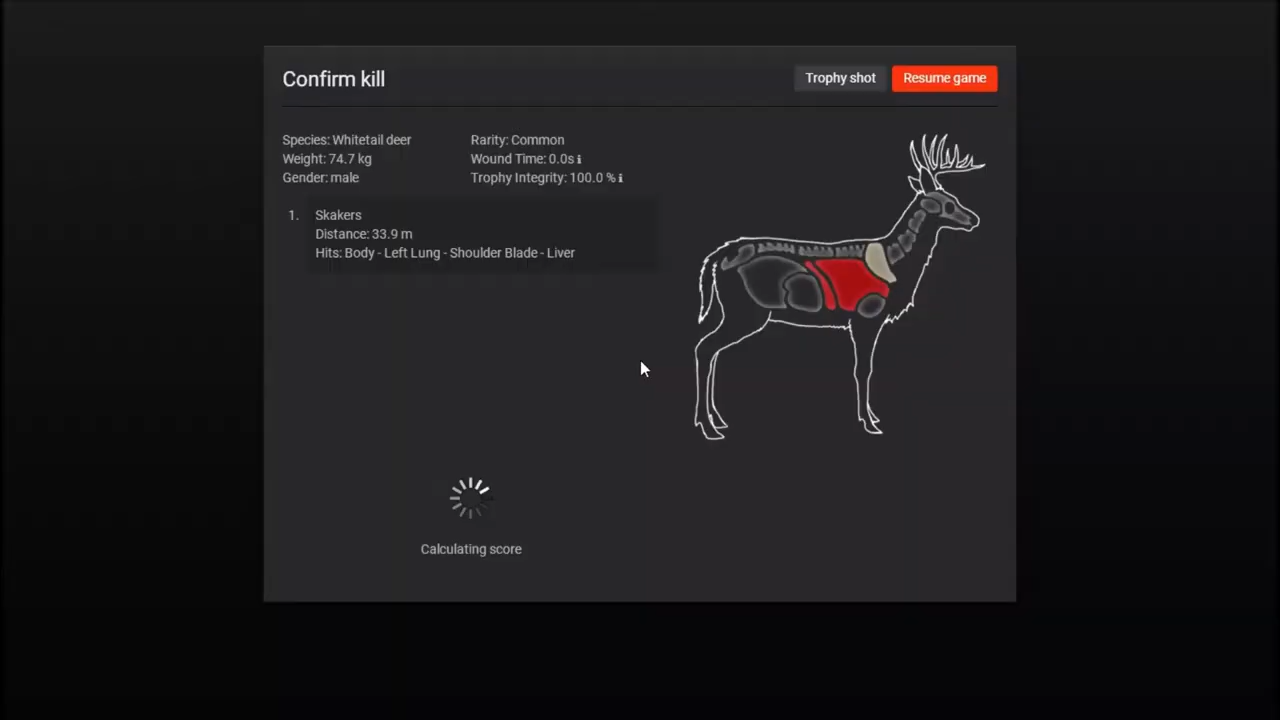 Confirm kill
Trophy shot
Resume game
Species: Whitetail deer
Weight: 74.7 kg
Gender: male
Rarity: Common
Wound Time: 0.0s i
Trophy Integrity: 100.0 % i
1. Skakers
Distance: 33.9 m
Hits: Body - Left Lung - Shoulder Blade - Liver
Calculating score